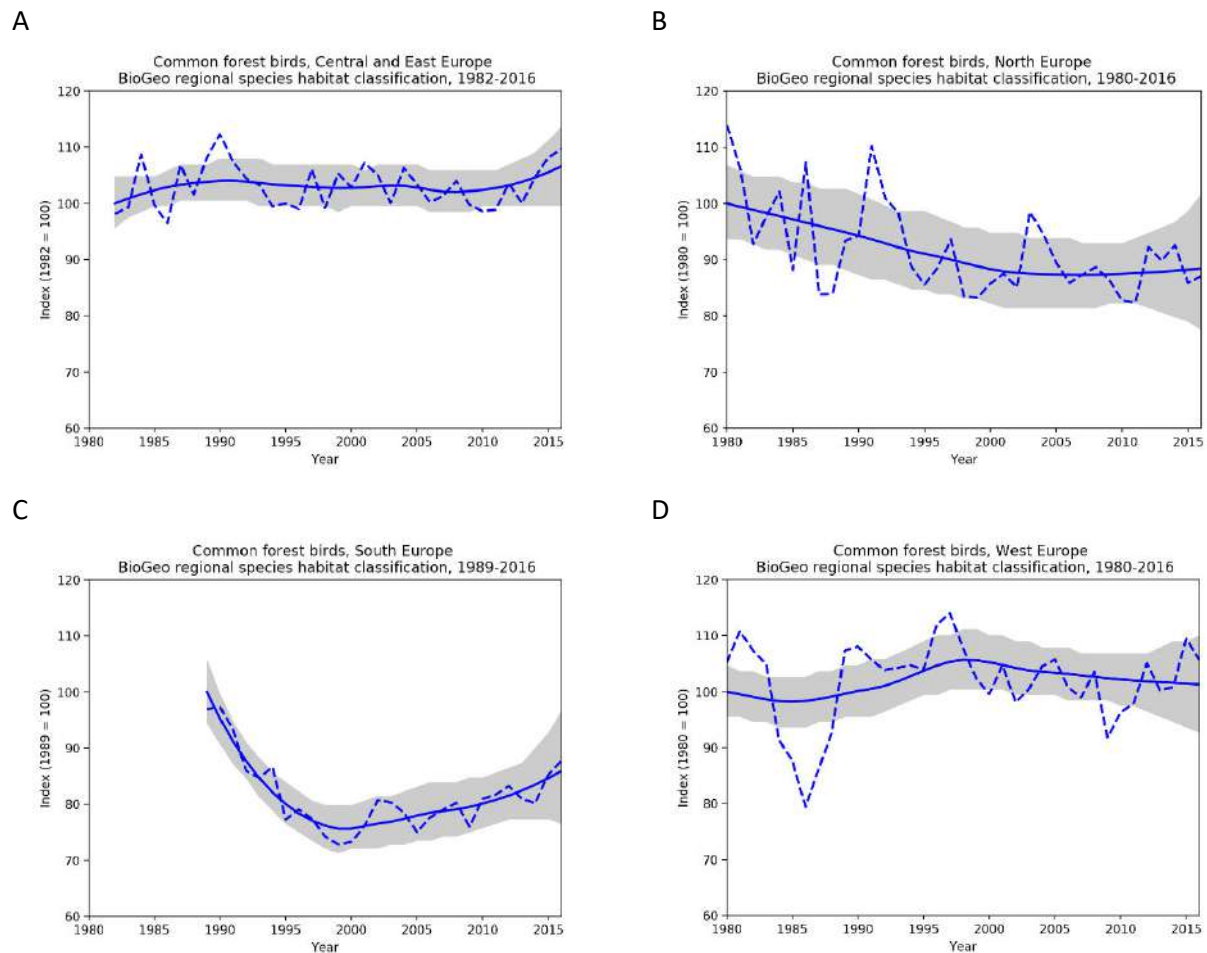 A
Common forest birds, Central and East Europe
BioGeo regional species habitat classification, 1982-2016
120
110
100
90
80
70
60
Index (1982 = 100)
1980 1985 1990 1995 2000 2005 2010 2015
Year
B
Common forest birds, North Europe
BioGeo regional species habitat classification, 1980-2016
120
110
100
90
80
70
60
Index (1980 = 100)
1980 1985 1990 1995 2000 2005 2010 2015
Year
C
Common forest birds, South Europe
BioGeo regional species habitat classification, 1989-2016
120
110
100
90
80
70
60
Index (1989 = 100)
1980 1985 1990 1995 2000 2005 2010 2015
Year
D
Common forest birds, West Europe
BioGeo regional species habitat classification, 1980-2016
120
110
100
90
80
70
60
Index (1980 = 100)
1980 1985 1990 1995 2000 2005 2010 2015
Year